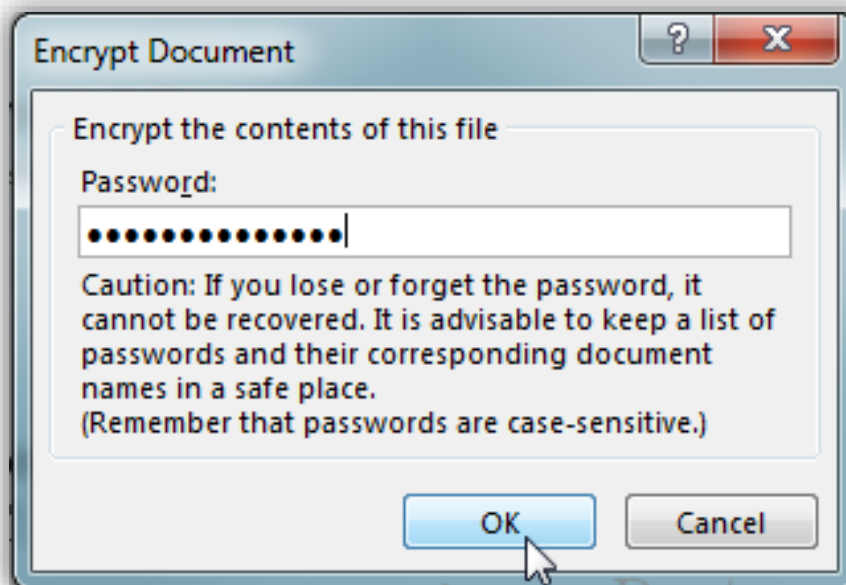 Encrypt Document
Encrypt the contents of this file
Password:
●●●●●●●●●●●●●●
Caution: If you lose or forget the password, it
cannot be recovered. It is advisable to keep a list of
passwords and their corresponding document
names in a safe place.
(Remember that passwords are case-sensitive.)
OK
Cancel